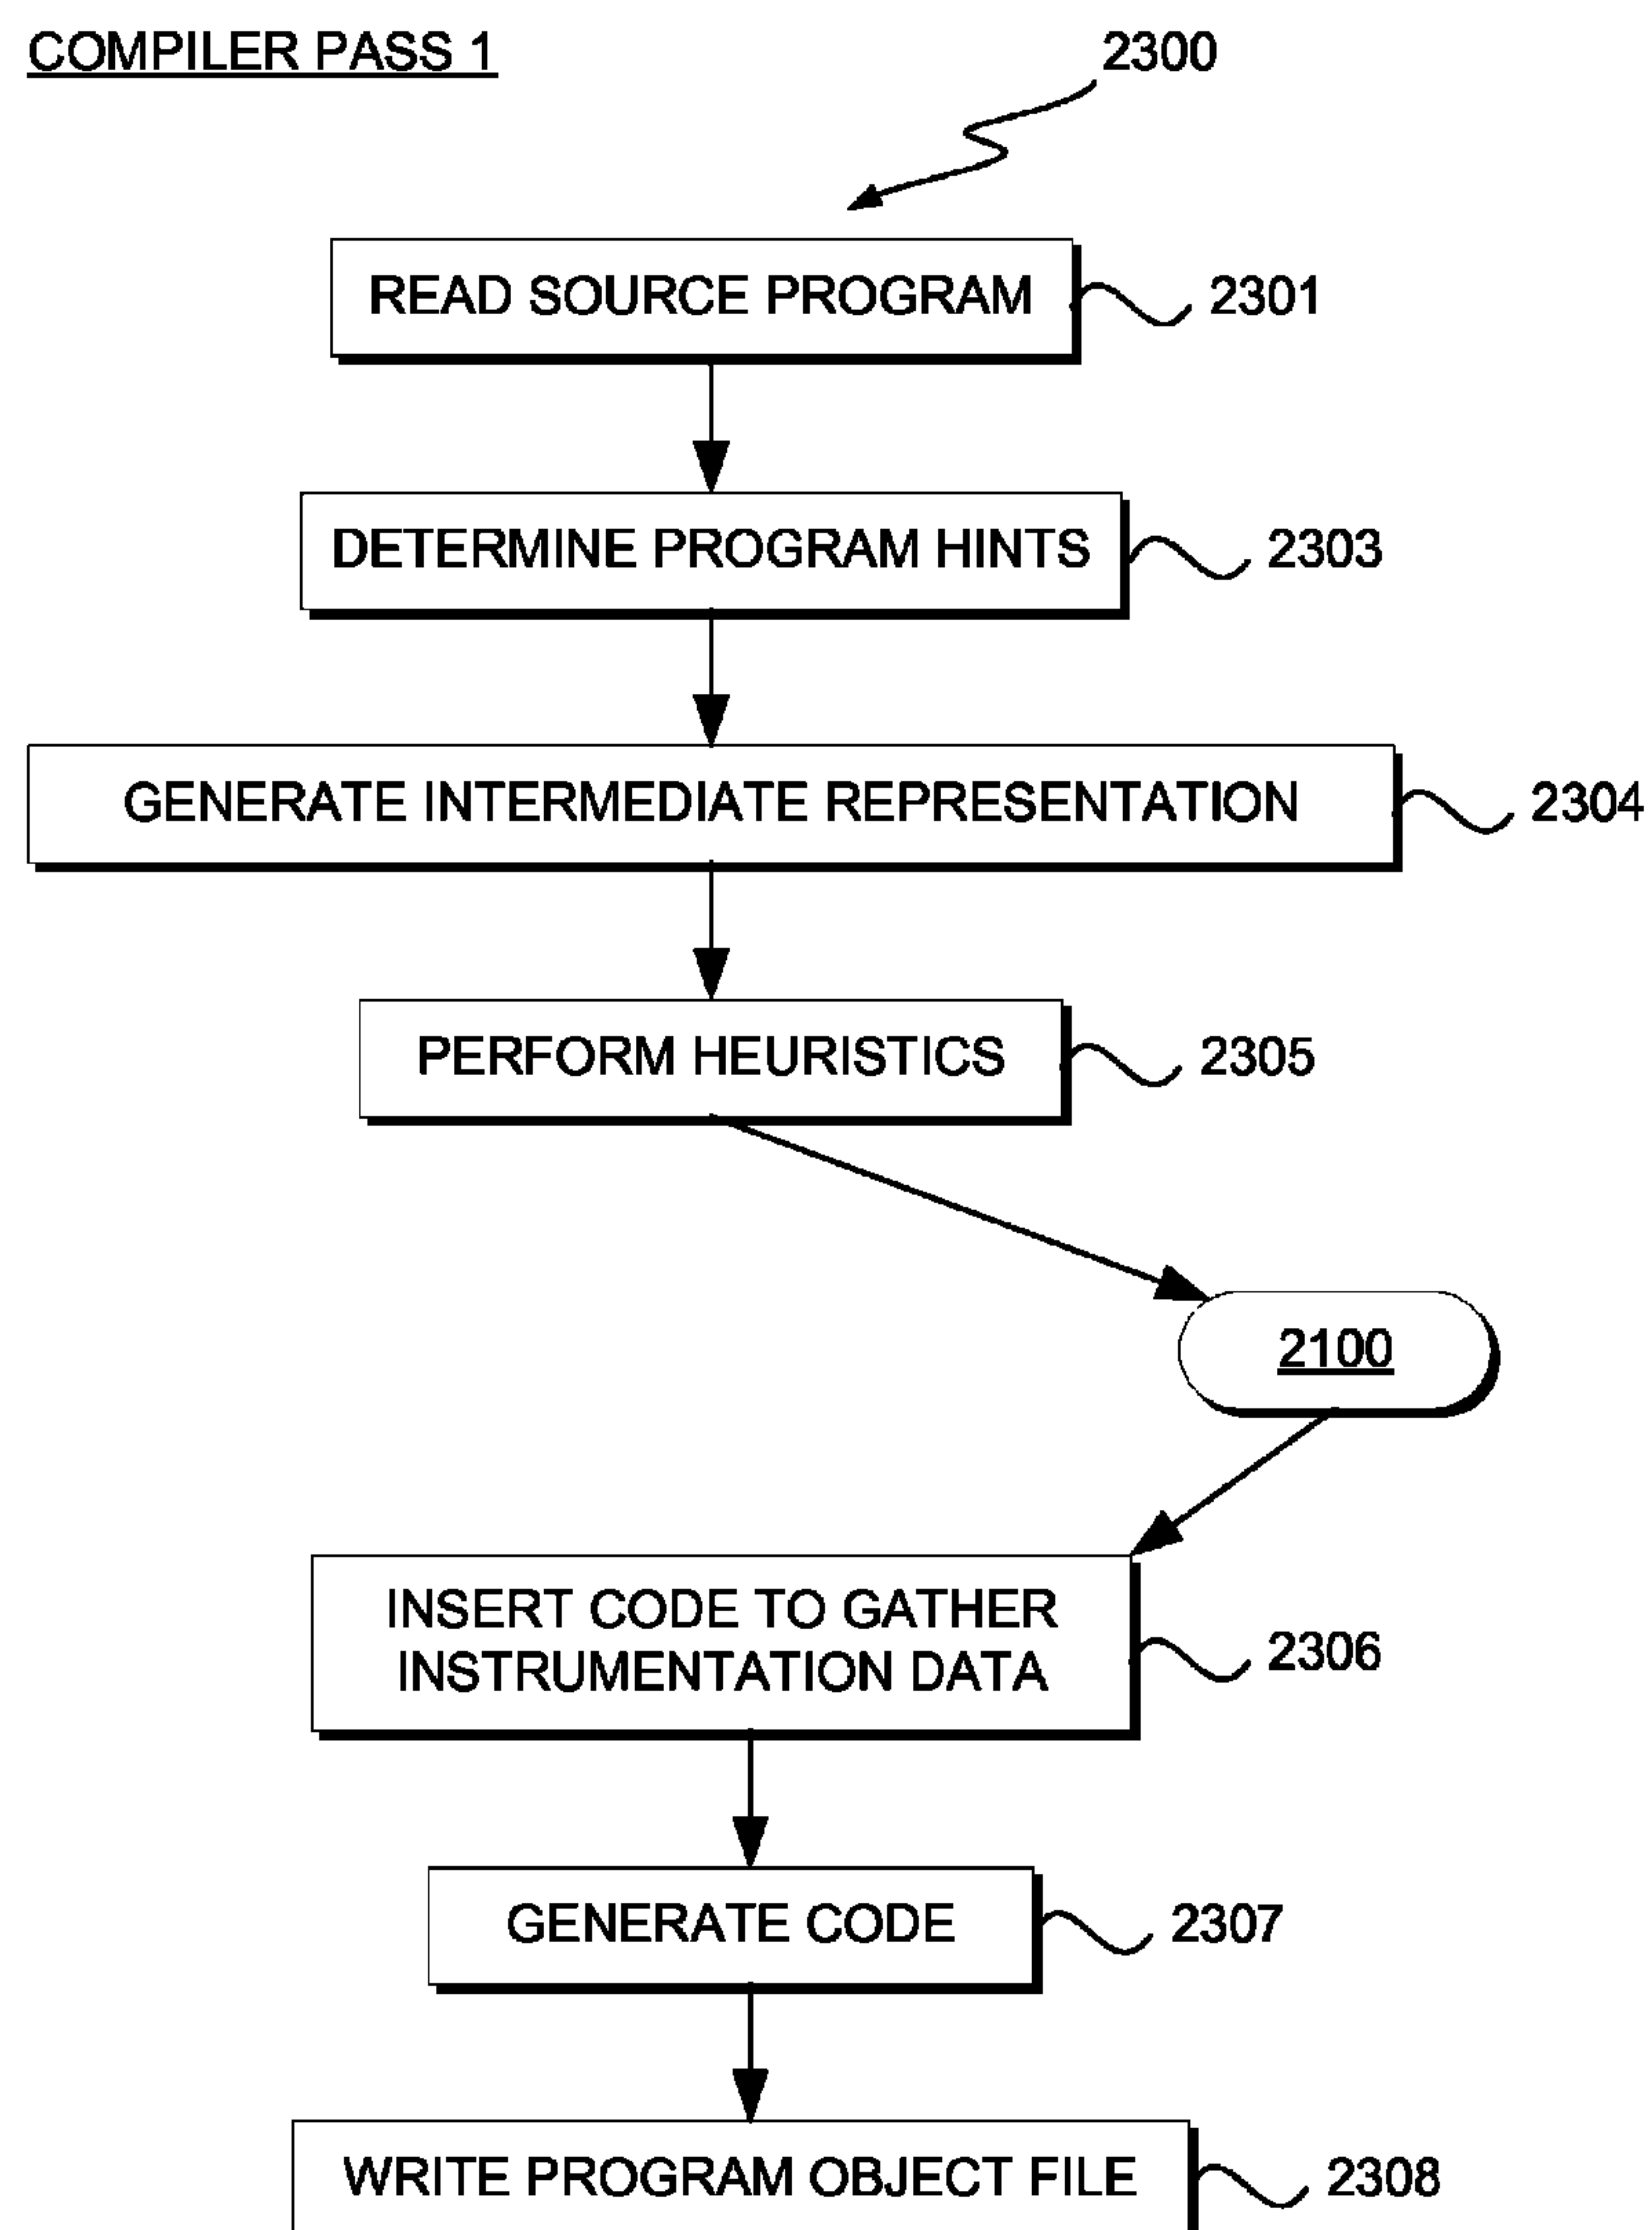 COMPILER PASS 1
2300
READ SOURCE PROGRAM
2301
DETERMINE PROGRAM HINTS
2303
GENERATE INTERMEDIATE REPRESENTATION
2304
PERFORM HEURISTICS
2305
2100
INSERT CODE TO GATHER
INSTRUMENTATION DATA
2306
GENERATE CODE
2307
WRITE PROGRAM OBJECT FILE
2308